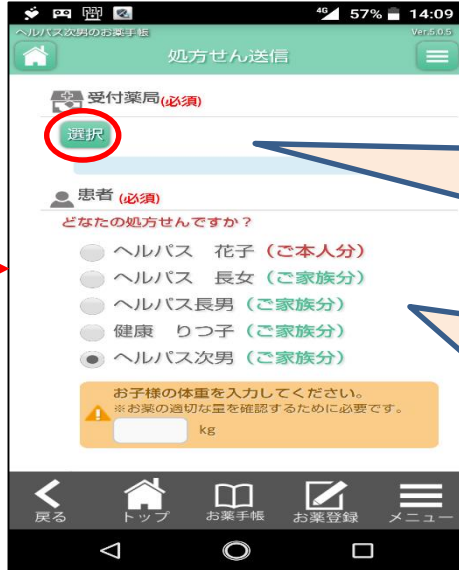 4G 57% 14:09
ヘルパス次男のお薬手帳 Ver5.0.5
処方せん送信
受付薬局(必須)
選択
患者 (必須)
どなたの処方せんですか？
ヘルパス 花子（ご本人分）
ヘルパス 長女（ご家族分）
ヘルパス長男（ご家族分）
健康 りつ子（ご家族分）
ヘルパス次男（ご家族分）
お子様の体重を入力してください。
※お薬の適切な量を確認するために必要です。
kg
戻る トップ お薬手帳 お薬登録 メニュー